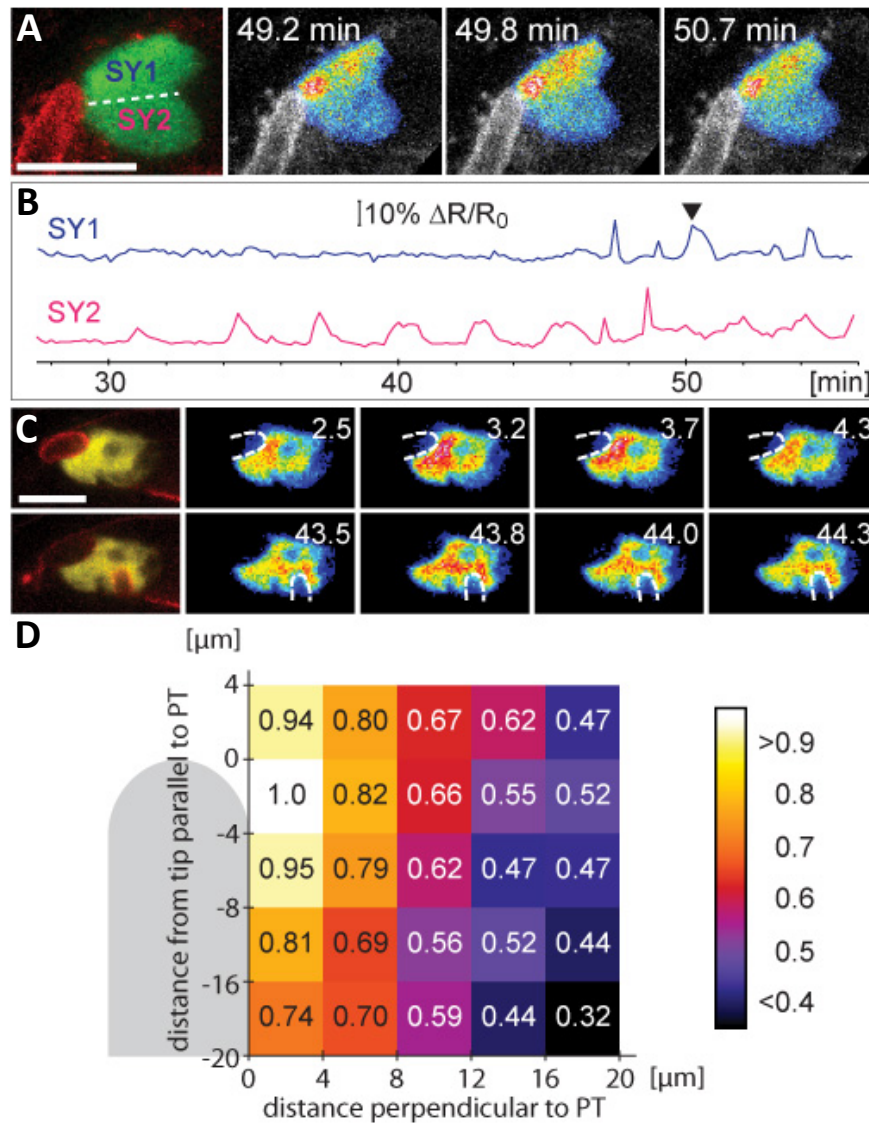 A
SY1
SY2
49.2 min
49.8 min
50.7 min
B
10% ΔR/R₀
SY1
SY2
30 40 50 [min]
C
2.5
3.2
3.7
4.3
43.5
43.8
44.0
44.3
D
[µm]
distance from tip parallel to PT
4
0
-4
-8
-16
-20
0.94 0.80 0.67 0.62 0.47
1.0 0.82 0.66 0.55 0.52
0.95 0.79 0.62 0.47 0.47
0.81 0.69 0.56 0.52 0.44
0.74 0.70 0.59 0.44 0.32
0 4 8 12 16 20 [µm]
distance perpendicular to PT
>0.9
0.8
0.7
0.6
0.5
<0.4